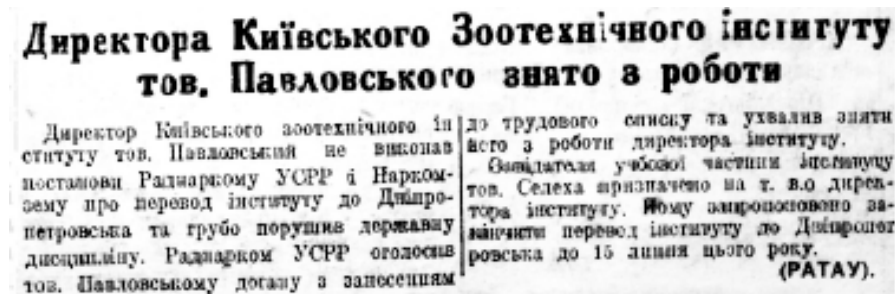 Директора Київського Зоотехнічного інституту
тов. Павловського знято з роботи
Директор Київського зоотехнічного ін
ституту тов. Павловський не виконав
постанови Раднаркому УСРР і Нарком-
зему про перевод інституту до Дніпро-
петровська та грубо порушив державну
дисципліну. Раднарком УСРР оголосив
тов. Павловському догану з занесенням
до трудового списку та ухвалив зняти
його з роботи директора інституту.
Завідателя учбової частини інституту
тов. Селеха призначено на т. в.о дирек-
тора інституту. Йому запропоновано за-
кінчити перевод інституту до Дніпропет
ровська до 15 липня цього року.
(РАТАУ).